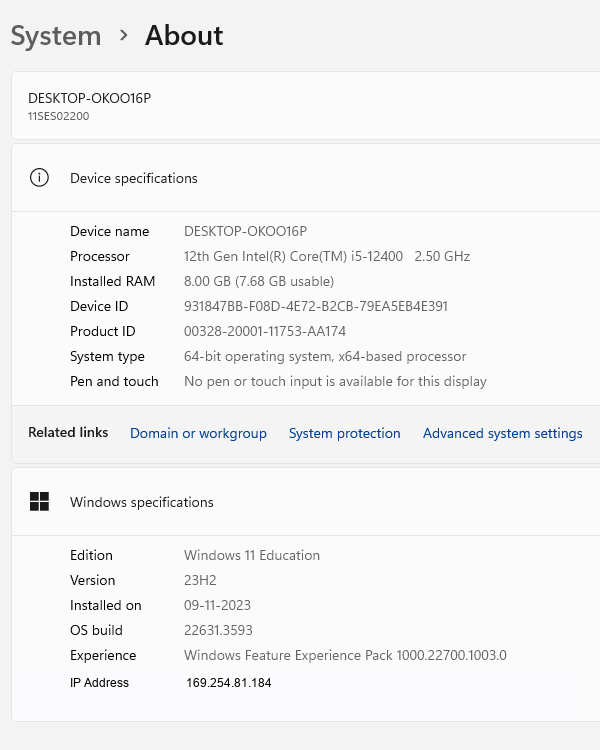 System > About
DESKTOP-OKOO16P
11SES02200
Device specifications
Device name DESKTOP-OKOO16P
Processor 12th Gen Intel(R) Core(TM) i5-12400 2.50 GHz
Installed RAM 8.00 GB (7.68 GB usable)
Device ID 931847BB-F08D-4E72-B2CB-79EA5EB4E391
Product ID 00328-20001-11753-AA174
System type 64-bit operating system, x64-based processor
Pen and touch No pen or touch input is available for this display
Related links Domain or workgroup System protection Advanced system settings
Windows specifications
Edition Windows 11 Education
Version 23H2
Installed on 09-11-2023
OS build 22631.3593
Experience Windows Feature Experience Pack 1000.22700.1003.0
IP Address 169.254.81.184